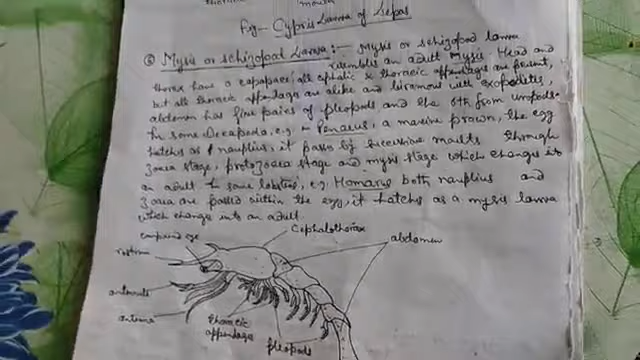 mouth
Fig:- Cypris Larva of Lepas
⑥ Mysis or schizopod Larva :- Mysis or schizopod larva
resembles an adult Mysis. Head and
thorax have a carapace, all cephalic & thoracic appendages are present,
but all thoracic appendages are alike and biramous with exopodites,
abdomen has five pairs of pleopods and the 6th from uropods.
In some Decapoda, e.g. - Penaeus, a marine prawn, the egg
hatches as nauplius, it pass by successive moults through
zoaea stage, protozoaea stage and mysis stage which changes into
an adult. In some lobsters, e.g. Homarus both nauplius and
zoaea are passed within the egg, it hatches as a mysis larva
which change into an adult.
compound eye
Cephalothorax
abdomen
rostrum
antennule
antenna
thoracic
appendage
pleopods